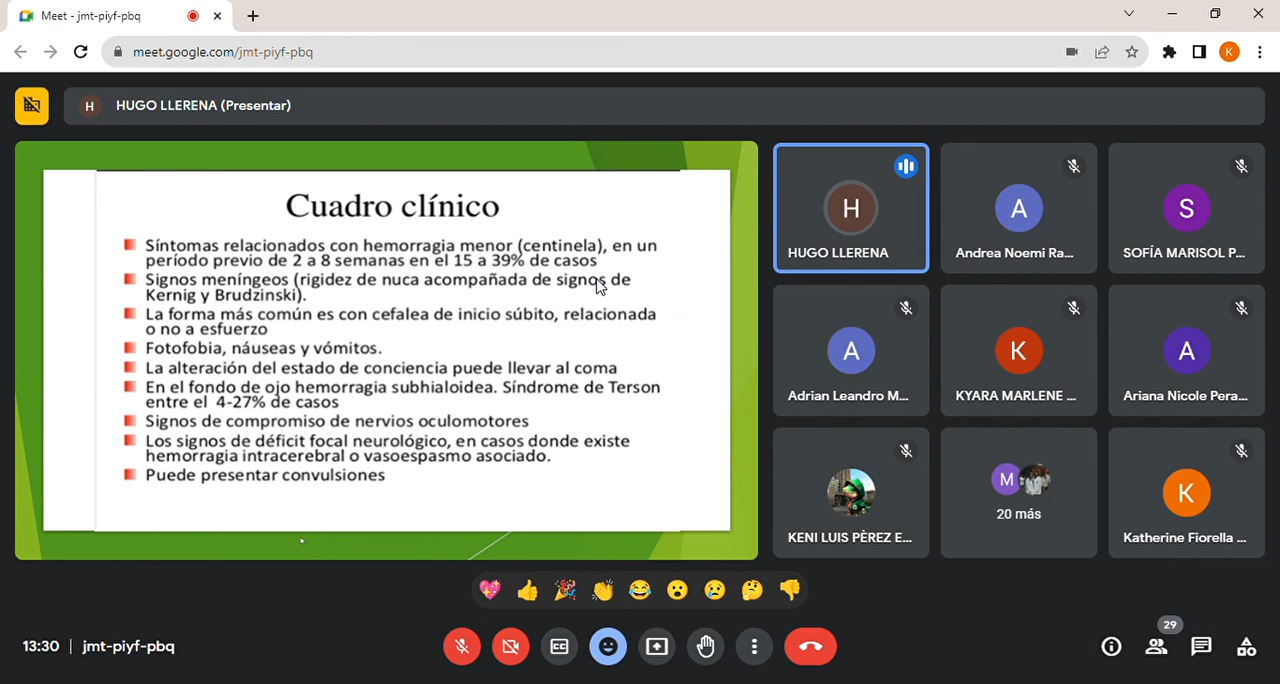 Meet - jmt-piyf-pbq
meet.google.com/jmt-piyf-pbq
K
H
HUGO LLERENA (Presentar)
Cuadro clínico
Síntomas relacionados con hemorragia menor (centinela), en un
período previo de 2 a 8 semanas en el 15 a 39% de casos
Signos meníngeos (rigidez de nuca acompañada de signos de
Kernig y Brudzinski).
La forma más común es con cefalea de inicio súbito, relacionada
o no a esfuerzo
Fotofobia, náuseas y vómitos.
La alteración del estado de conciencia puede llevar al coma
En el fondo de ojo hemorragia subhialoidea. Síndrome de Terson
entre el 4-27% de casos
Signos de compromiso de nervios oculomotores
Los signos de déficit focal neurológico, en casos donde existe
hemorragia intracerebral o vasoespasmo asociado.
Puede presentar convulsiones
H
HUGO LLERENA
A
Andrea Noemi Ra...
S
SOFÍA MARISOL P...
A
Adrian Leandro M...
K
KYARA MARLENE ...
A
Ariana Nicole Pera...
KENI LUIS PÈREZ E...
M
20 más
K
Katherine Fiorella ...
13:30
jmt-piyf-pbq
CC
29